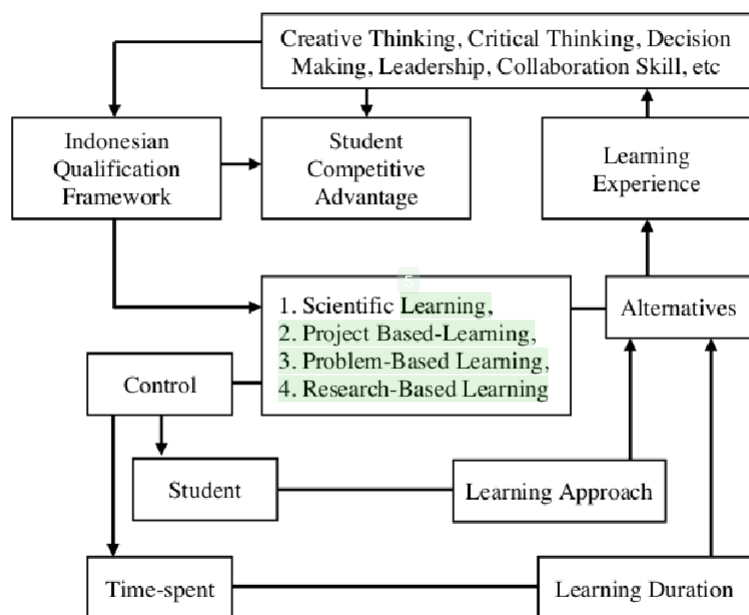 Creative Thinking, Critical Thinking, Decision
Making, Leadership, Collaboration Skill, etc
Indonesian
Qualification
Framework
Student
Competitive
Advantage
Learning
Experience
5
1. Scientific Learning,
2. Project Based-Learning,
3. Problem-Based Learning,
4. Research-Based Learning
Alternatives
Control
Student
Learning Approach
Time-spent
Learning Duration